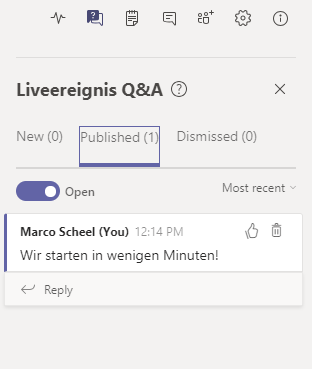 Liveereignis Q&A
New (0) Published (1) Dismissed (0)
Open Most recent
Marco Scheel (You) 12:14 PM
Wir starten in wenigen Minuten!
Reply